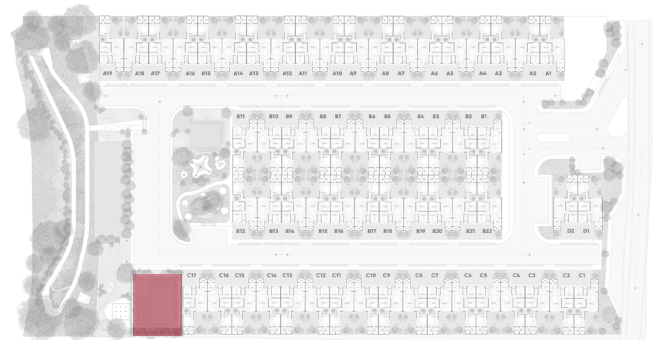 A19 A18 A17 A16 A15 A14 A13 A12 A11 A10 A9 A8 A7 A6 A5 A4 A3 A2 A1
B11 B10 B9 B8 B7 B6 B5 B4 B3 B2 B1
B12 B13 B14 B15 B16 B17 B18 B19 B20 B21 B22
D2 D1
C17 C16 C15 C14 C13 C12 C11 C10 C9 C8 C7 C6 C5 C4 C3 C2 C1